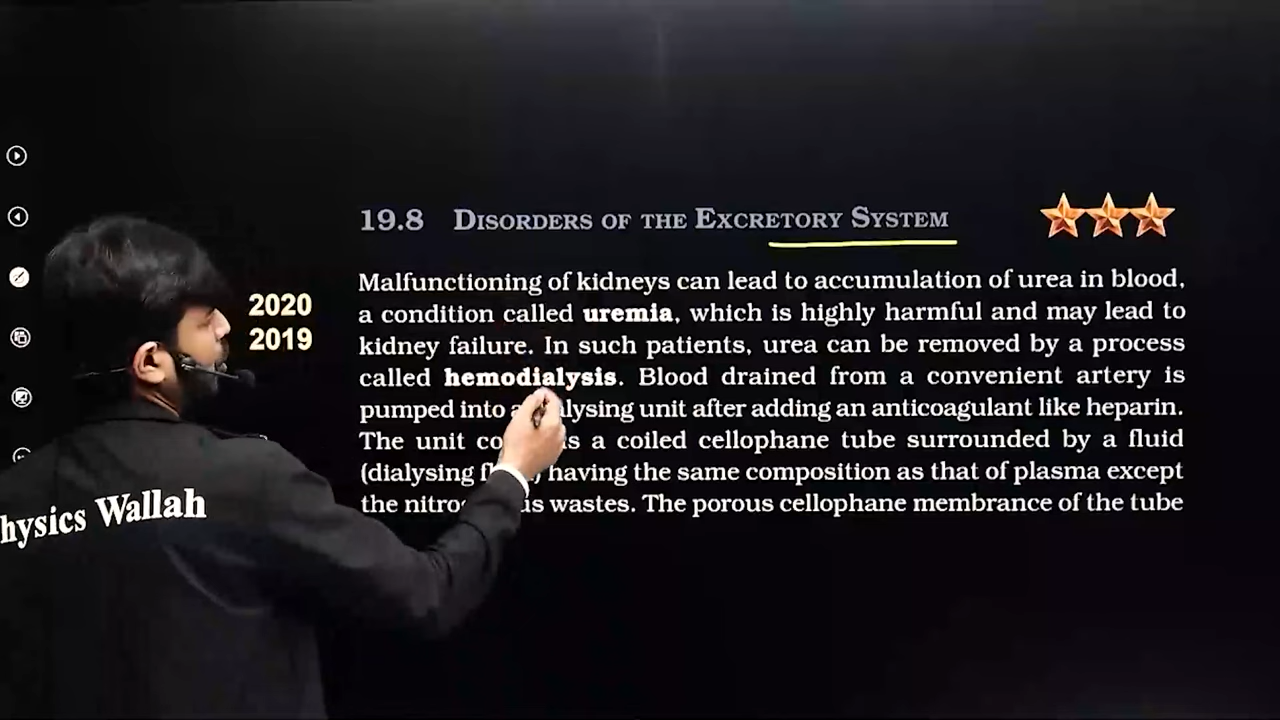 19.8 DISORDERS OF THE EXCRETORY SYSTEM
2020
2019
Malfunctioning of kidneys can lead to accumulation of urea in blood,
a condition called uremia, which is highly harmful and may lead to
kidney failure. In such patients, urea can be removed by a process
called hemodialysis. Blood drained from a convenient artery is
pumped into unit after adding an anticoagulant like heparin.
The unit a coiled cellophane tube surrounded by a fluid
(dialysing having the same composition as that of plasma except
the wastes. The porous cellophane membrance of the tube
hysics Wallah